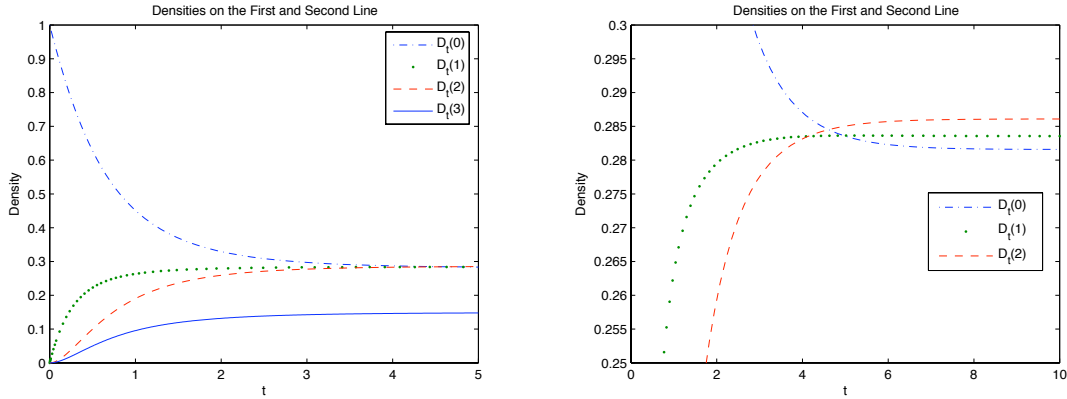 Densities on the First and Second Line
1
0.9
0.8
0.7
0.6
0.5
0.4
0.3
0.2
0.1
0
Density
0 1 2 3 4 5
t
D_t(0)
D_t(1)
D_t(2)
D_t(3)
Densities on the First and Second Line
0.3
0.295
0.29
0.285
0.28
0.27
0.265
0.26
0.256
0.25
Density
0 2 4 6 8 10
t
D_t(0)
D_t(1)
D_t(2)